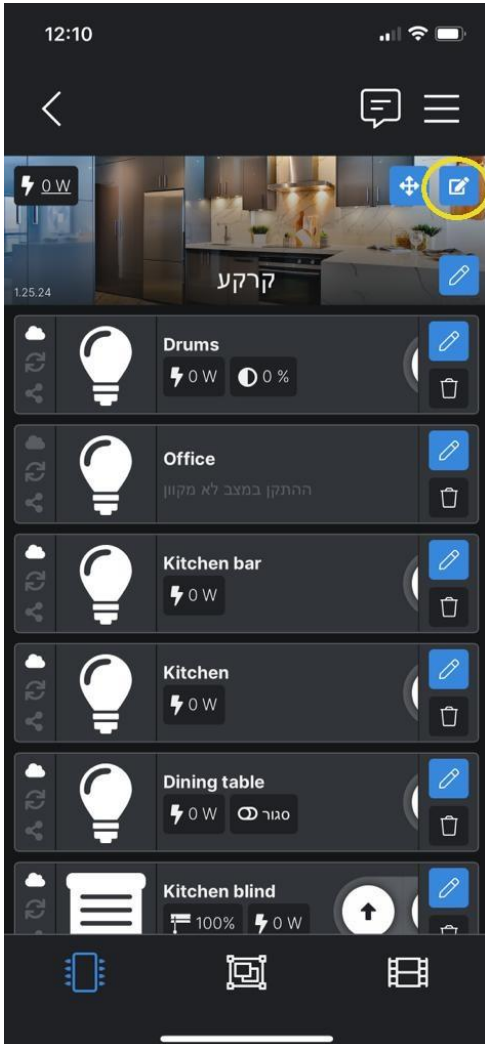 12:10
0 W
1.25.24
קרקע
Drums
0 W 0 %
Office
ההתקן במצב לא מקוון
Kitchen bar
0 W
Kitchen
0 W
Dining table
0 W סגור
Kitchen blind
100% 0 W